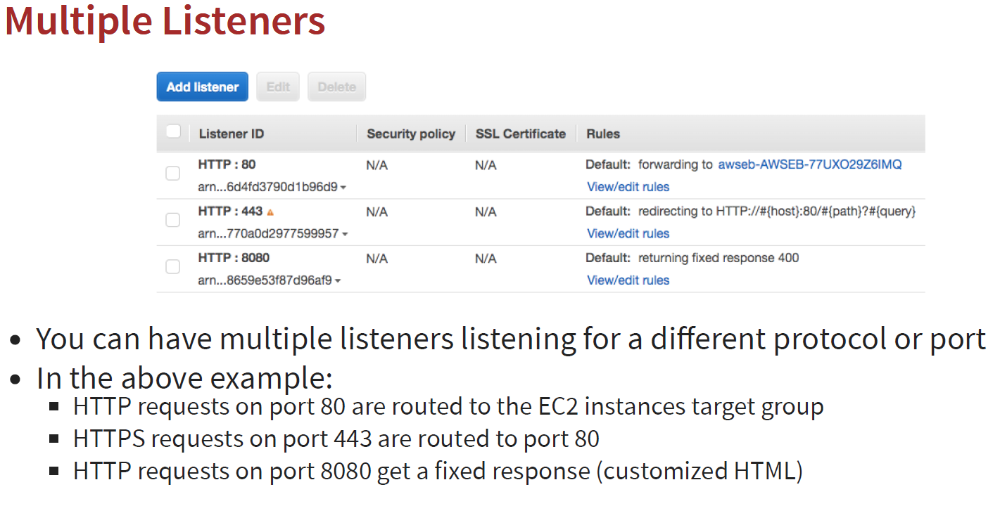 Multiple Listeners
Add listener Edit Delete
Listener ID Security policy SSL Certificate Rules
HTTP : 80 N/A N/A Default: forwarding to awseb-AWSEB-77UXO29Z6IMQ
arn...6d4fd3790d1b96d9 View/edit rules
HTTP : 443 N/A N/A Default: redirecting to HTTP://#{host}:80/#{path}?#{query}
arn...770a0d2977599957 View/edit rules
HTTP : 8080 N/A N/A Default: returning fixed response 400
arn...8659e53f87d96af9 View/edit rules
• You can have multiple listeners listening for a different protocol or port
• In the above example:
▪ HTTP requests on port 80 are routed to the EC2 instances target group
▪ HTTPS requests on port 443 are routed to port 80
▪ HTTP requests on port 8080 get a fixed response (customized HTML)